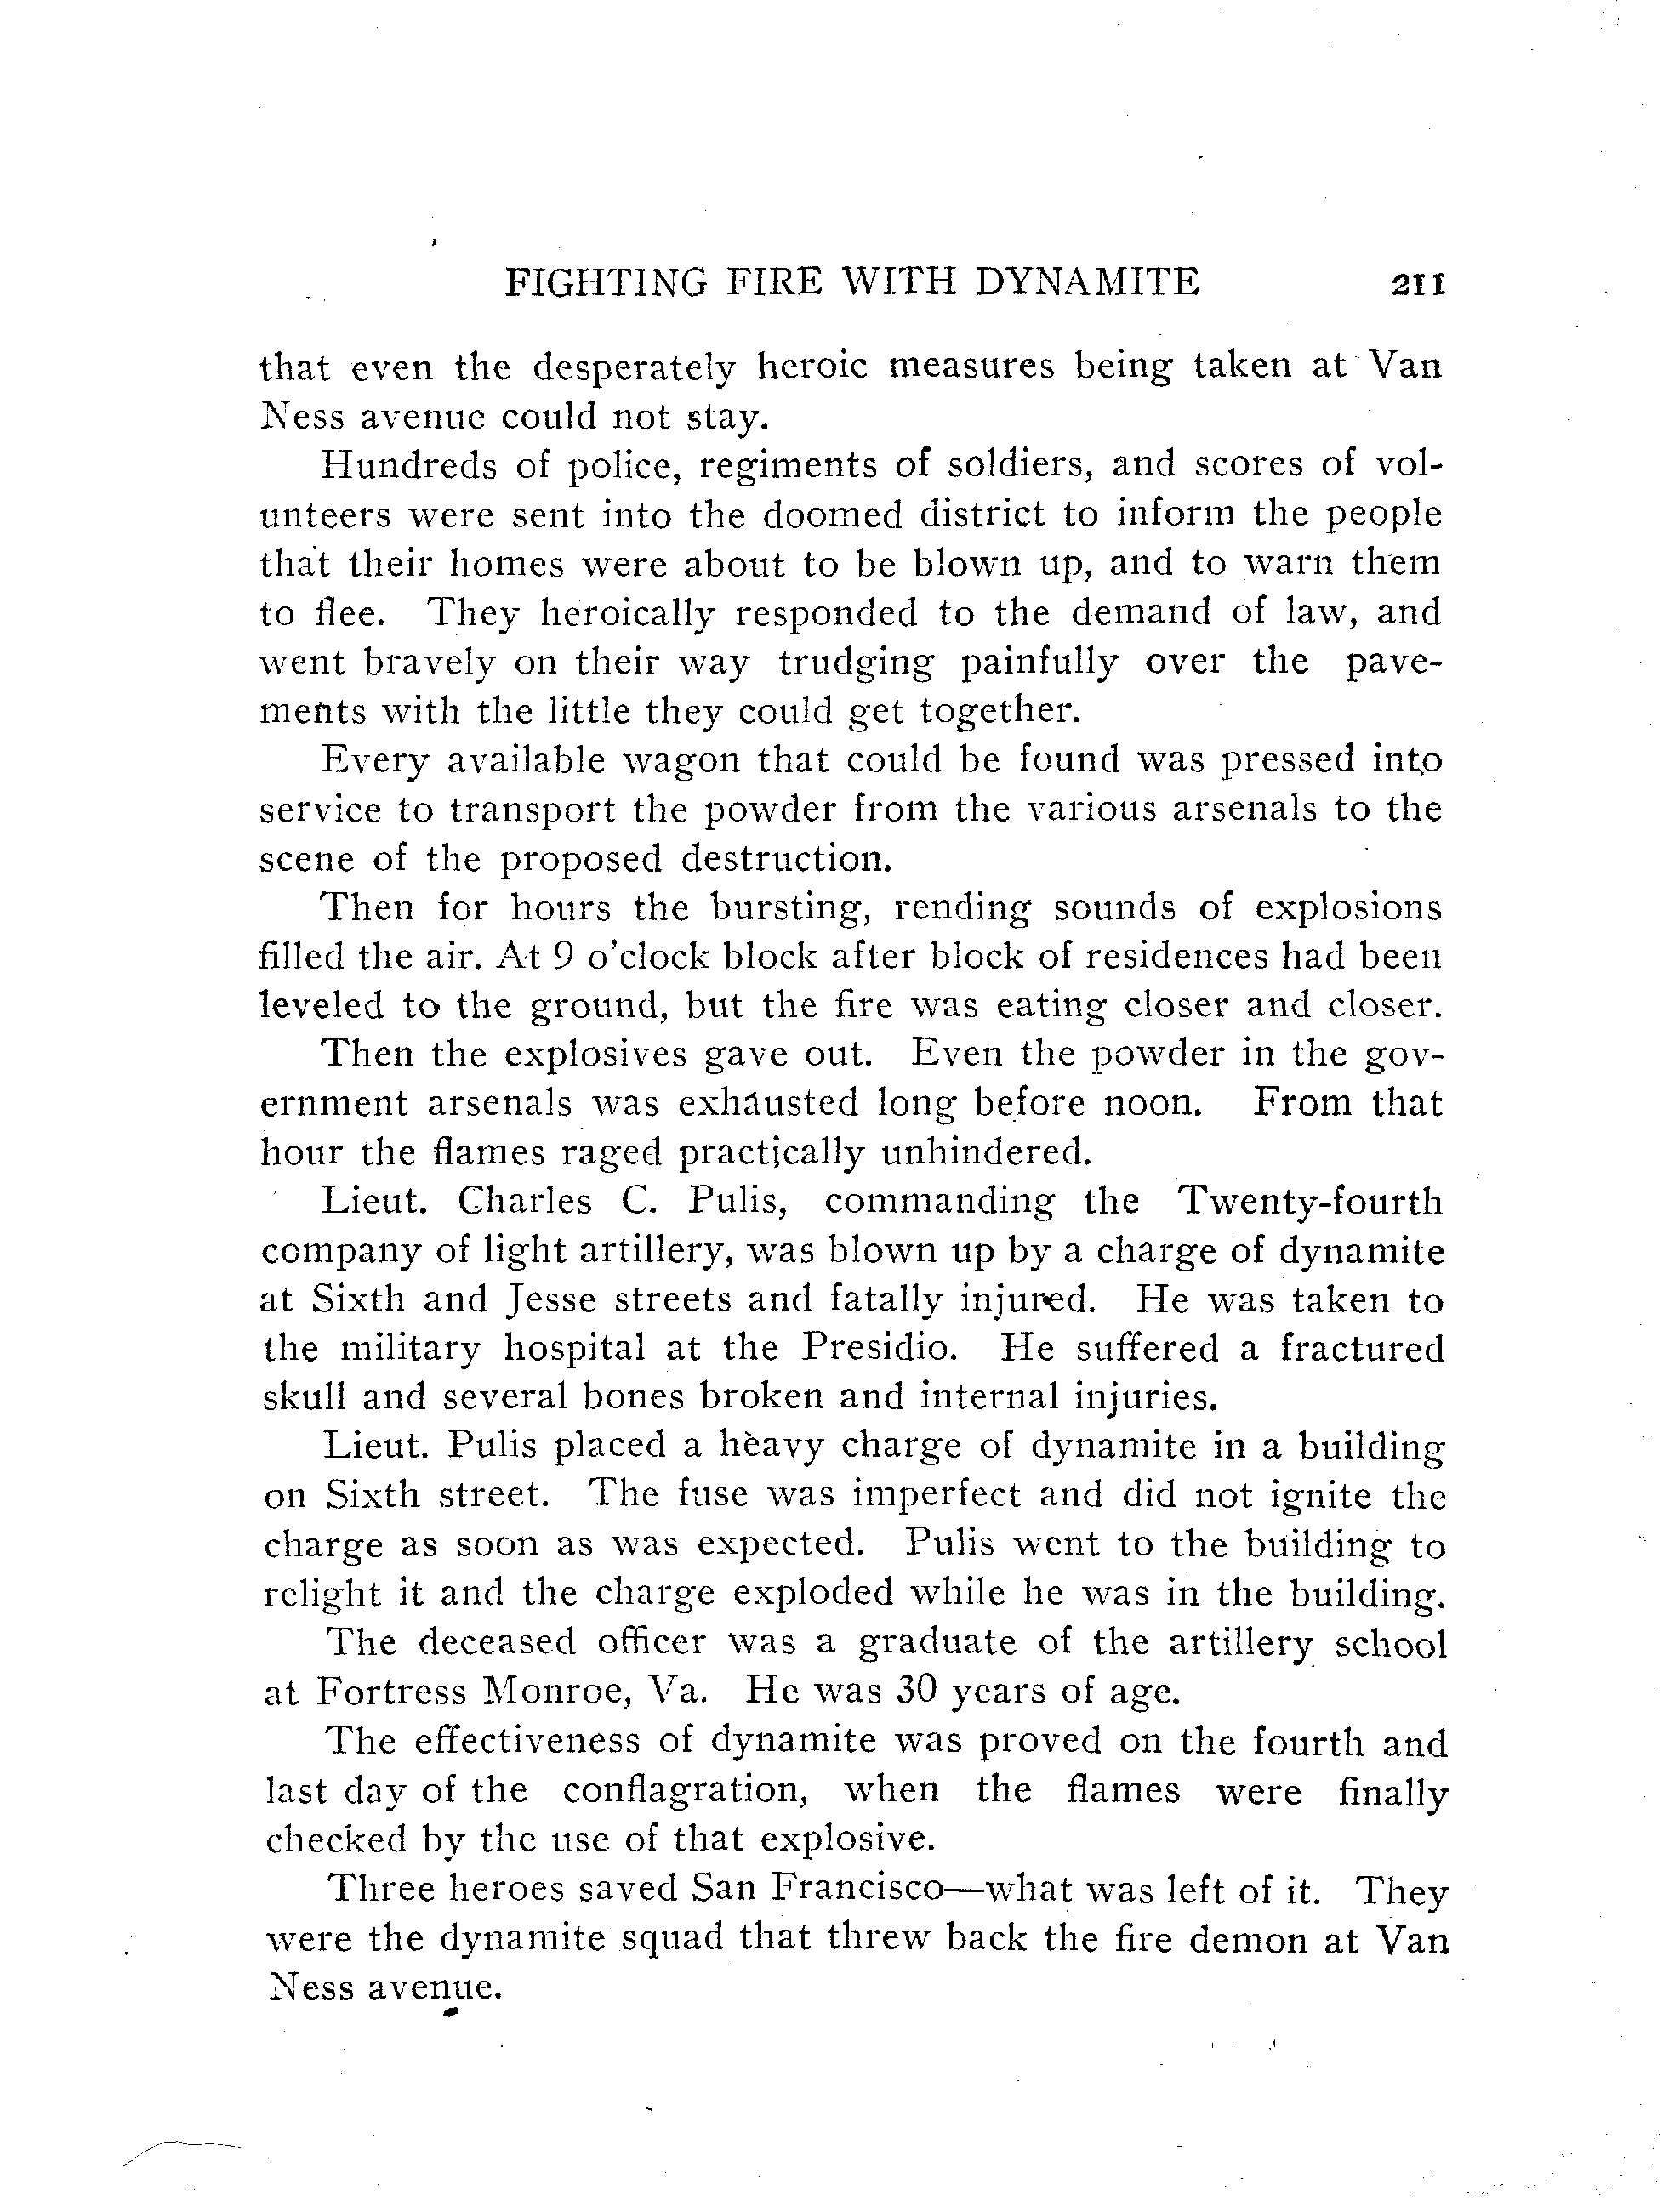 FIGHTING FIRE WITH DYNAMITE 211
that even the desperately heroic measures being taken at Van
Ness avenue could not stay.
Hundreds of police, regiments of soldiers, and scores of vol-
unteers were sent into the doomed district to inform the people
that their homes were about to be blown up, and to warn them
to flee. They heroically responded to the demand of law, and
went bravely on their way trudging painfully over the pave-
ments with the little they could get together.
Every available wagon that could be found was pressed into
service to transport the powder from the various arsenals to the
scene of the proposed destruction.
Then for hours the bursting, rending sounds of explosions
filled the air. At 9 o'clock block after block of residences had been
leveled to the ground, but the fire was eating closer and closer.
Then the explosives gave out. Even the powder in the gov-
ernment arsenals was exhausted long before noon. From that
hour the flames raged practically unhindered.
Lieut. Charles C. Pulis, commanding the Twenty-fourth
company of light artillery, was blown up by a charge of dynamite
at Sixth and Jesse streets and fatally injured. He was taken to
the military hospital at the Presidio. He suffered a fractured
skull and several bones broken and internal injuries.
Lieut. Pulis placed a heavy charge of dynamite in a building
on Sixth street. The fuse was imperfect and did not ignite the
charge as soon as was expected. Pulis went to the building to
relight it and the charge exploded while he was in the building.
The deceased officer was a graduate of the artillery school
at Fortress Monroe, Va. He was 30 years of age.
The effectiveness of dynamite was proved on the fourth and
last day of the conflagration, when the flames were finally
checked by the use of that explosive.
Three heroes saved San Francisco—what was left of it. They
were the dynamite squad that threw back the fire demon at Van
Ness avenue.